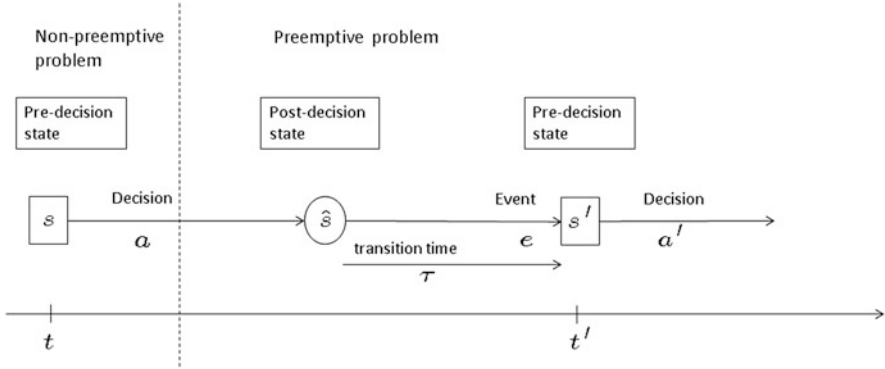 Non-preemptive
problem
Preemptive problem
Pre-decision
state
Post-decision
state
Pre-decision
state
Decision
Event
Decision
s
ŝ
s′
a
e
a′
transition time
τ
t
t′